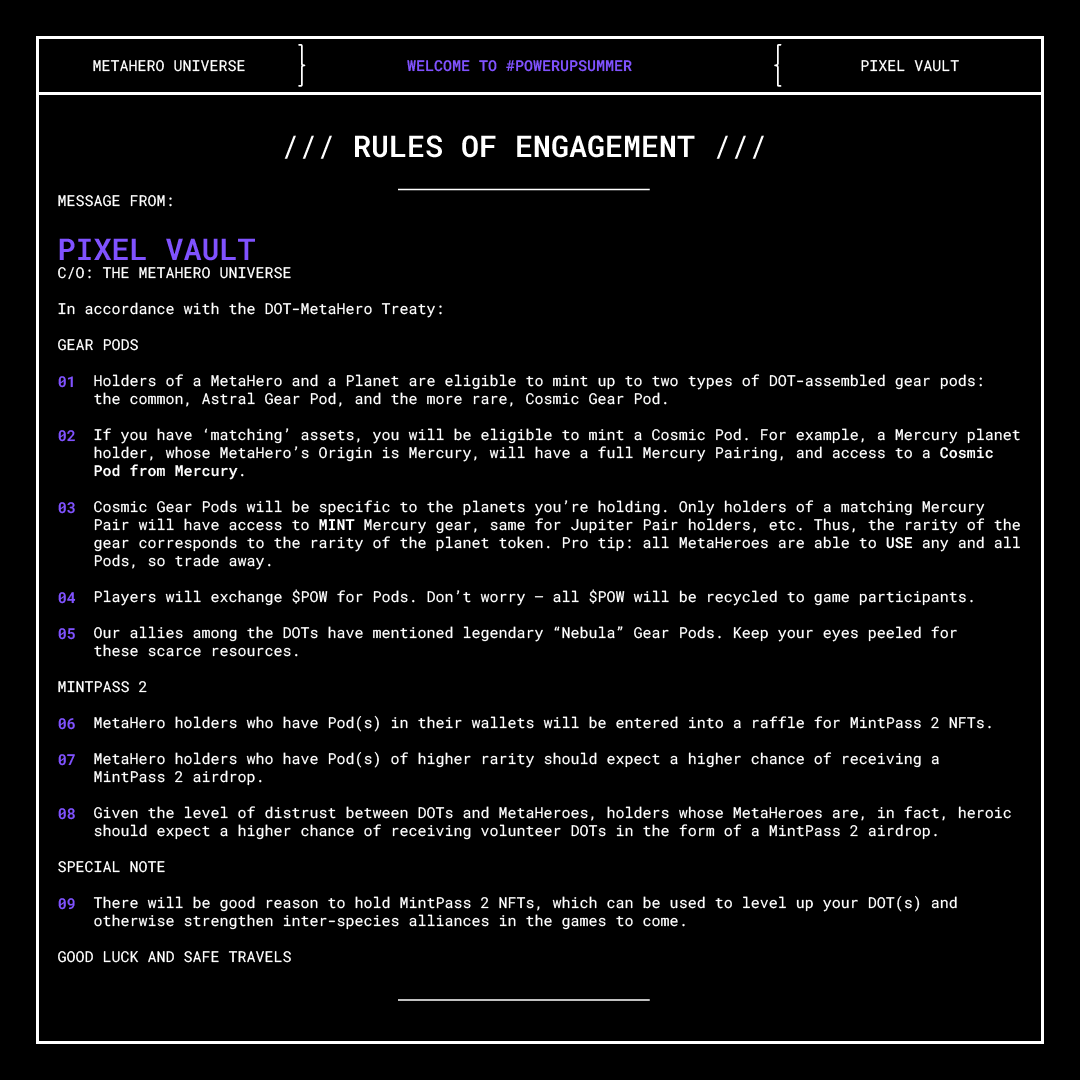 METAHERO UNIVERSE
WELCOME TO #POWERUPSUMMER
PIXEL VAULT
/// RULES OF ENGAGEMENT ///
MESSAGE FROM:
PIXEL VAULT
C/O: THE METAHERO UNIVERSE
In accordance with the DOT-MetaHero Treaty:
GEAR PODS
01 Holders of a MetaHero and a Planet are eligible to mint up to two types of DOT-assembled gear pods:
the common, Astral Gear Pod, and the more rare, Cosmic Gear Pod.
02 If you have ‘matching’ assets, you will be eligible to mint a Cosmic Pod. For example, a Mercury planet
holder, whose MetaHero’s Origin is Mercury, will have a full Mercury Pairing, and access to a Cosmic
Pod from Mercury.
03 Cosmic Gear Pods will be specific to the planets you’re holding. Only holders of a matching Mercury
Pair will have access to MINT Mercury gear, same for Jupiter Pair holders, etc. Thus, the rarity of the
gear corresponds to the rarity of the planet token. Pro tip: all MetaHeroes are able to USE any and all
Pods, so trade away.
04 Players will exchange $POW for Pods. Don’t worry – all $POW will be recycled to game participants.
05 Our allies among the DOTs have mentioned legendary “Nebula” Gear Pods. Keep your eyes peeled for
these scarce resources.
MINTPASS 2
06 MetaHero holders who have Pod(s) in their wallets will be entered into a raffle for MintPass 2 NFTs.
07 MetaHero holders who have Pod(s) of higher rarity should expect a higher chance of receiving a
MintPass 2 airdrop.
08 Given the level of distrust between DOTs and MetaHeroes, holders whose MetaHeroes are, in fact, heroic
should expect a higher chance of receiving volunteer DOTs in the form of a MintPass 2 airdrop.
SPECIAL NOTE
09 There will be good reason to hold MintPass 2 NFTs, which can be used to level up your DOT(s) and
otherwise strengthen inter-species alliances in the games to come.
GOOD LUCK AND SAFE TRAVELS